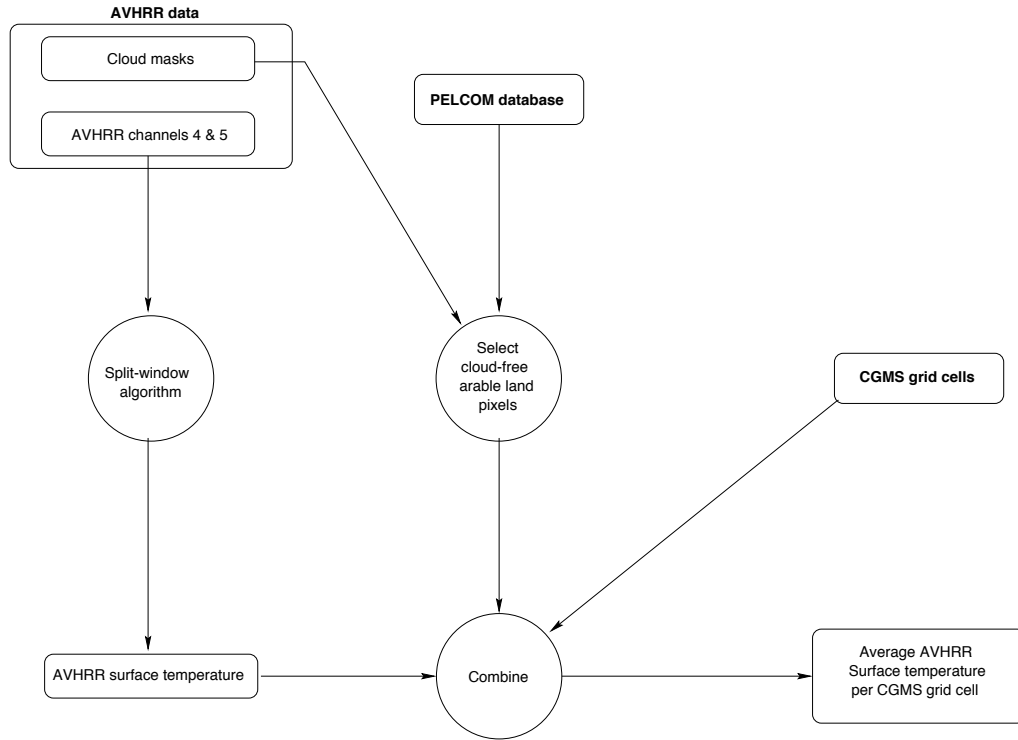 AVHRR data
Cloud masks
AVHRR channels 4 & 5
PELCOM database
Split-window
algorithm
Select
cloud-free
arable land
pixels
CGMS grid cells
AVHRR surface temperature
Combine
Average AVHRR
Surface temperature
per CGMS grid cell